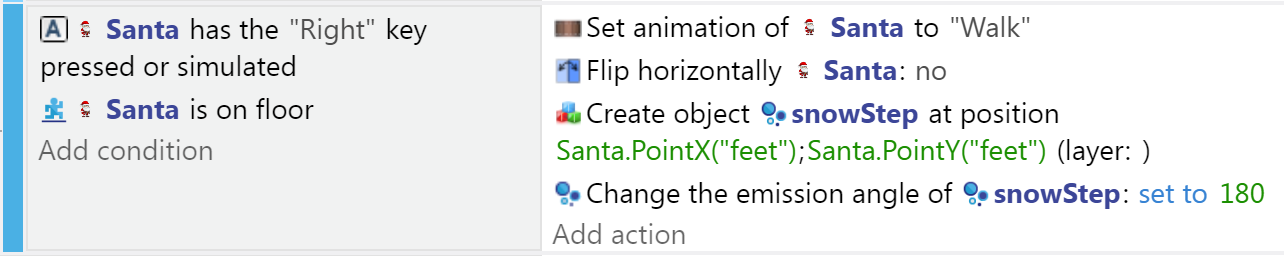 A Santa has the "Right" key
pressed or simulated
Santa is on floor
Add condition
Set animation of Santa to "Walk"
Flip horizontally Santa: no
Create object snowStep at position
Santa.PointX("feet");Santa.PointY("feet") (layer: )
Change the emission angle of snowStep: set to 180
Add action